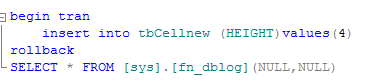 begin tran
insert into tbCellnew (HEIGHT)values(4)
rollback
SELECT * FROM [sys].[fn_dblog](NULL,NULL)